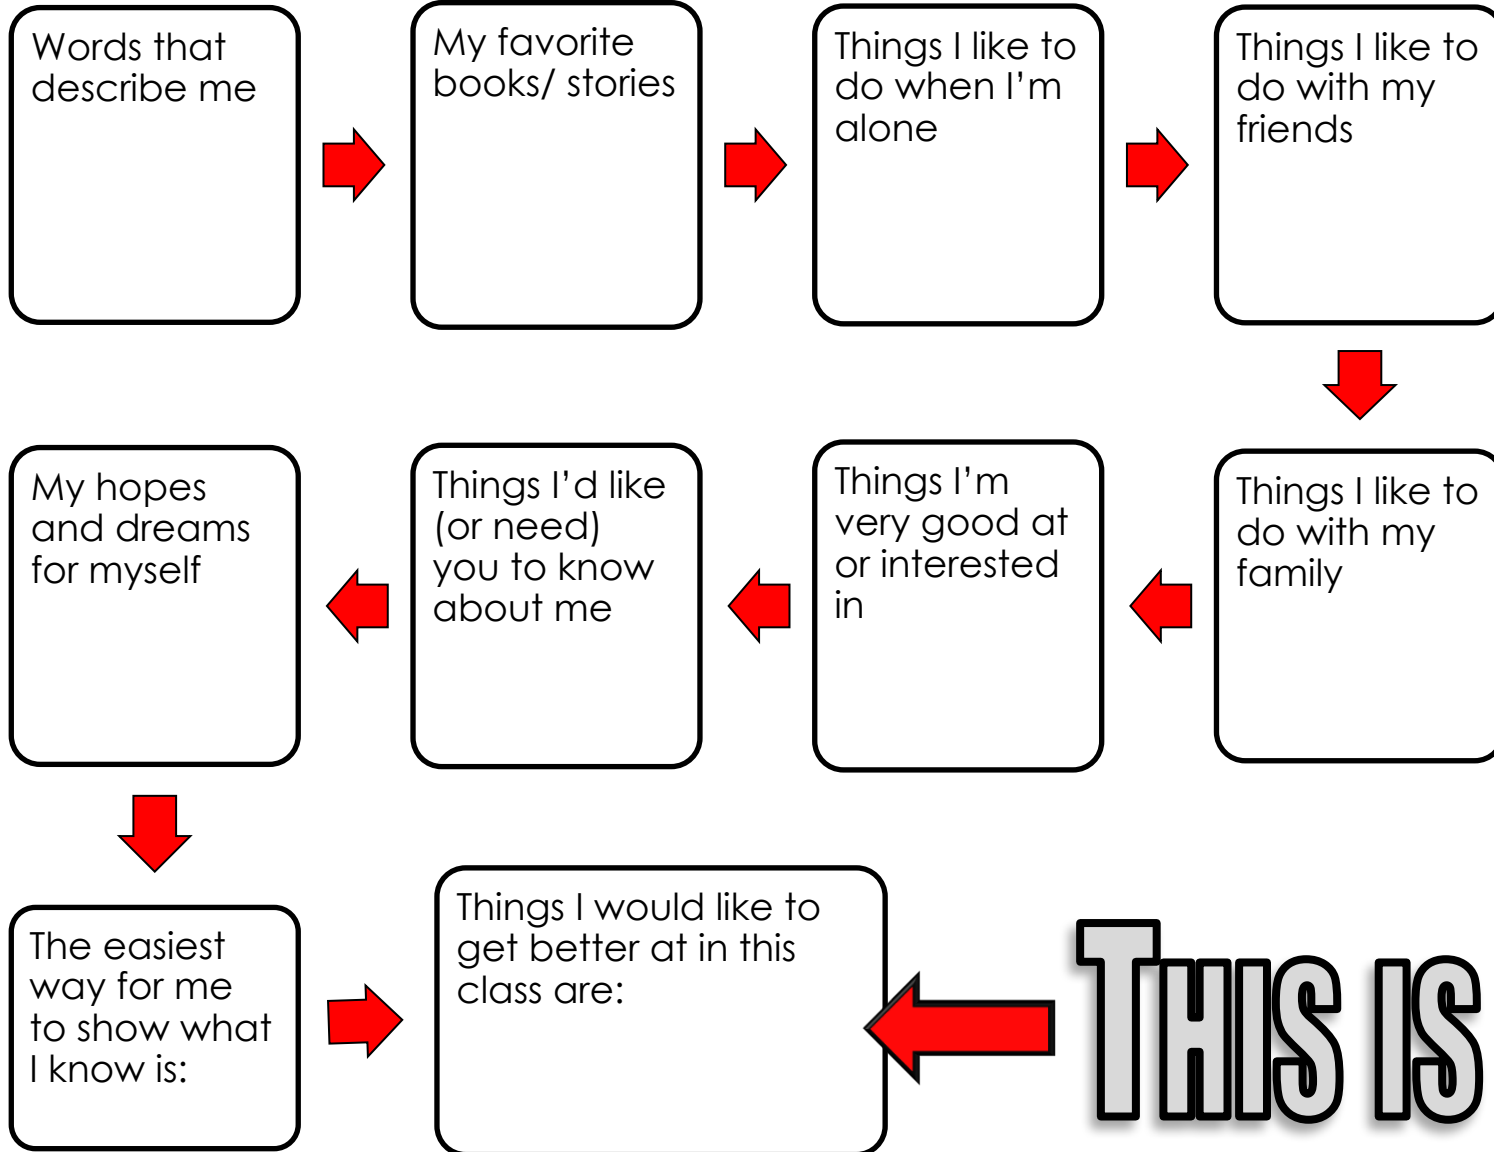 Words that
describe me
My favorite
books/ stories
Things I like to
do when I’m
alone
Things I like to
do with my
friends
Things I like to
do with my
family
Things I’m
very good at
or interested
in
Things I’d like
(or need)
you to know
about me
My hopes
and dreams
for myself
The easiest
way for me
to show what
I know is:
Things I would like to
get better at in this
class are:
THIS IS